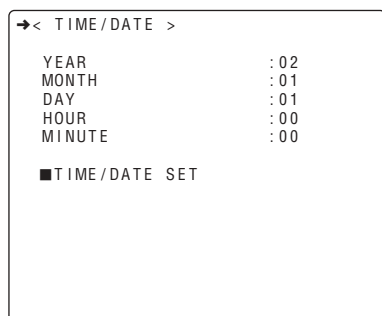 ➔< TIME/DATE >
YEAR :02
MONTH :01
DAY :01
HOUR :00
MINUTE :00
■TIME/DATE SET